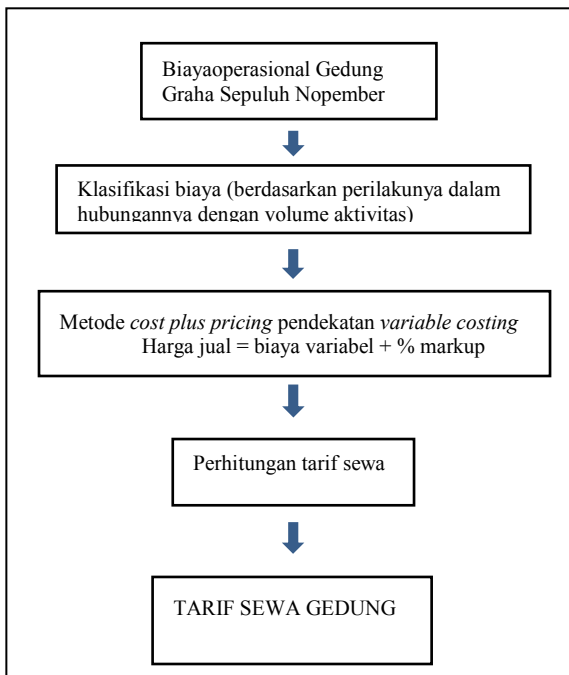 Biayaoperasional Gedung
Graha Sepuluh Nopember
Klasifikasi biaya (berdasarkan perilakunya dalam
hubungannya dengan volume aktivitas)
Metode cost plus pricing pendekatan variable costing
Harga jual = biaya variabel + % markup
Perhitungan tarif sewa
TARIF SEWA GEDUNG